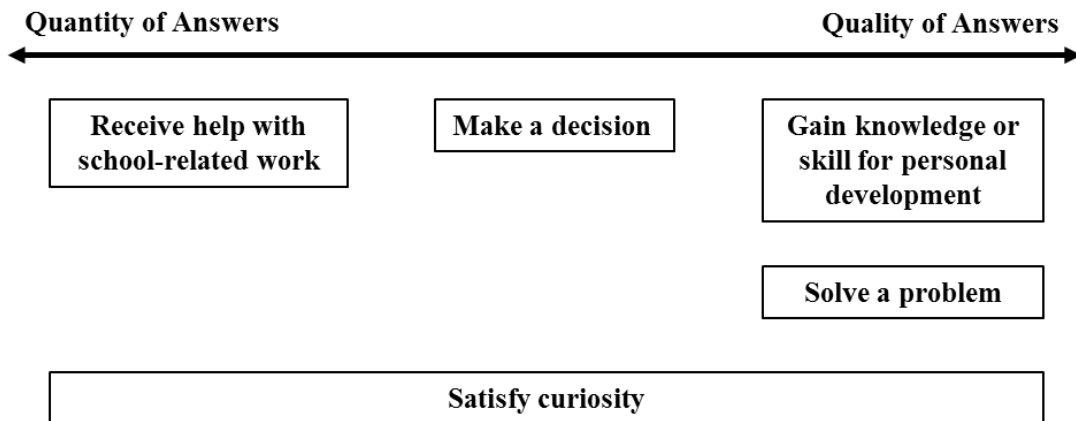 Quantity of Answers
Quality of Answers
Receive help with
school-related work
Make a decision
Gain knowledge or
skill for personal
development
Solve a problem
Satisfy curiosity